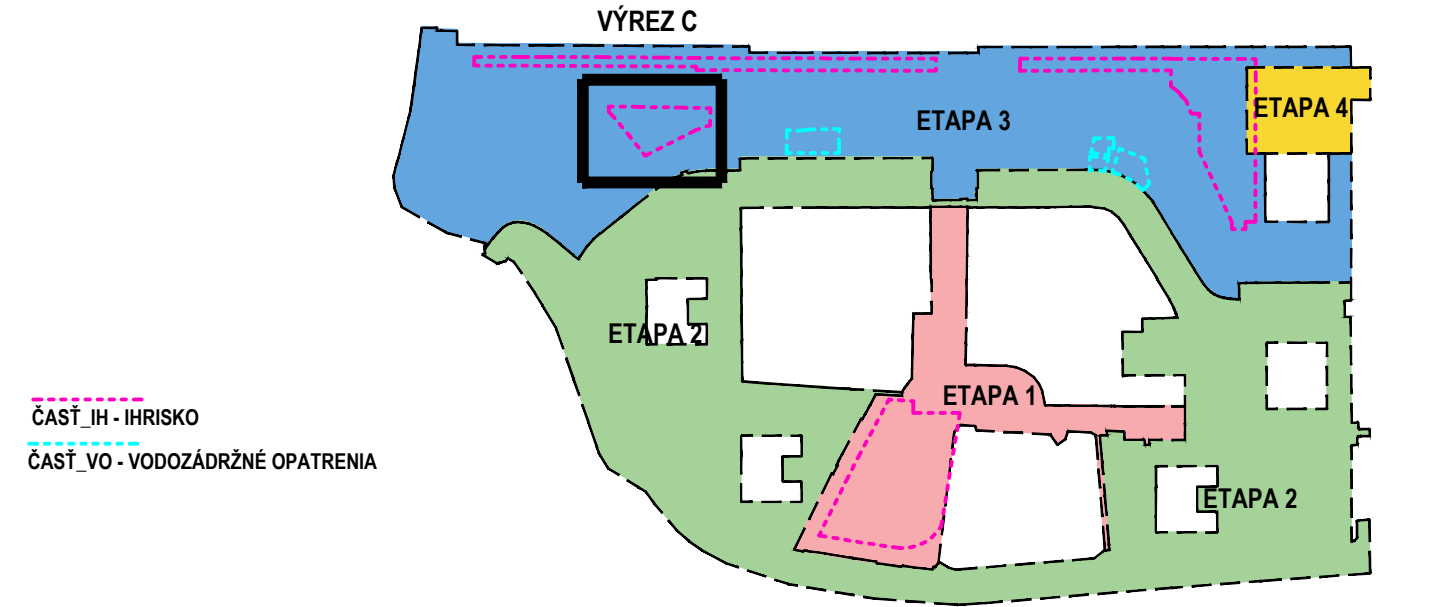 VÝREZ C
ETAPA 3
ETAPA 4
ETAPA 2
ETAPA 1
ČASŤ_IH - IHRISKO
ČASŤ_VO - VODOZÁDRŽNÉ OPATRENIA
ETAPA 2